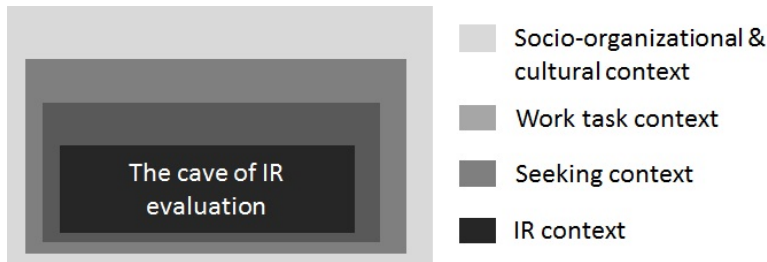 The cave of IR
evaluation
Socio-organizational &
cultural context
Work task context
Seeking context
IR context